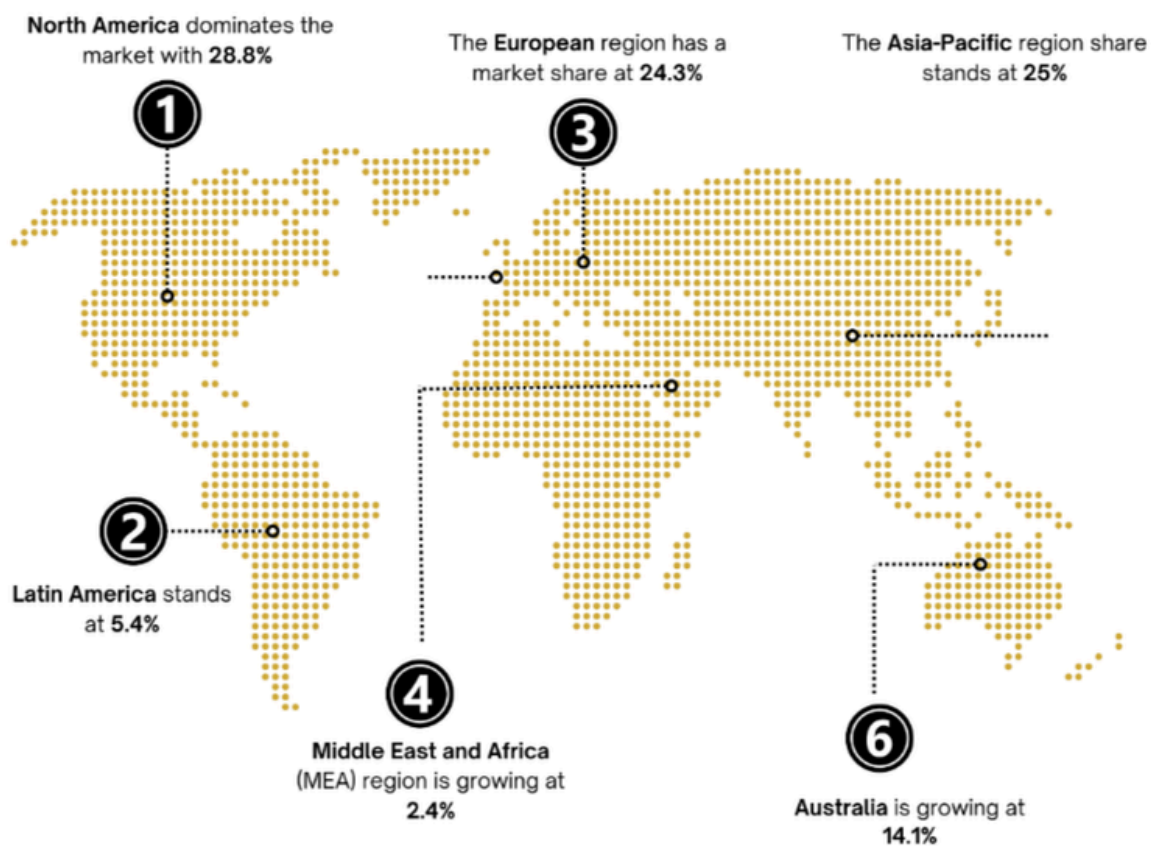 North America dominates the
market with 28.8%
1
The European region has a
market share at 24.3%
3
The Asia-Pacific region share
stands at 25%
2
Latin America stands
at 5.4%
4
Middle East and Africa
(MEA) region is growing at
2.4%
6
Australia is growing at
14.1%